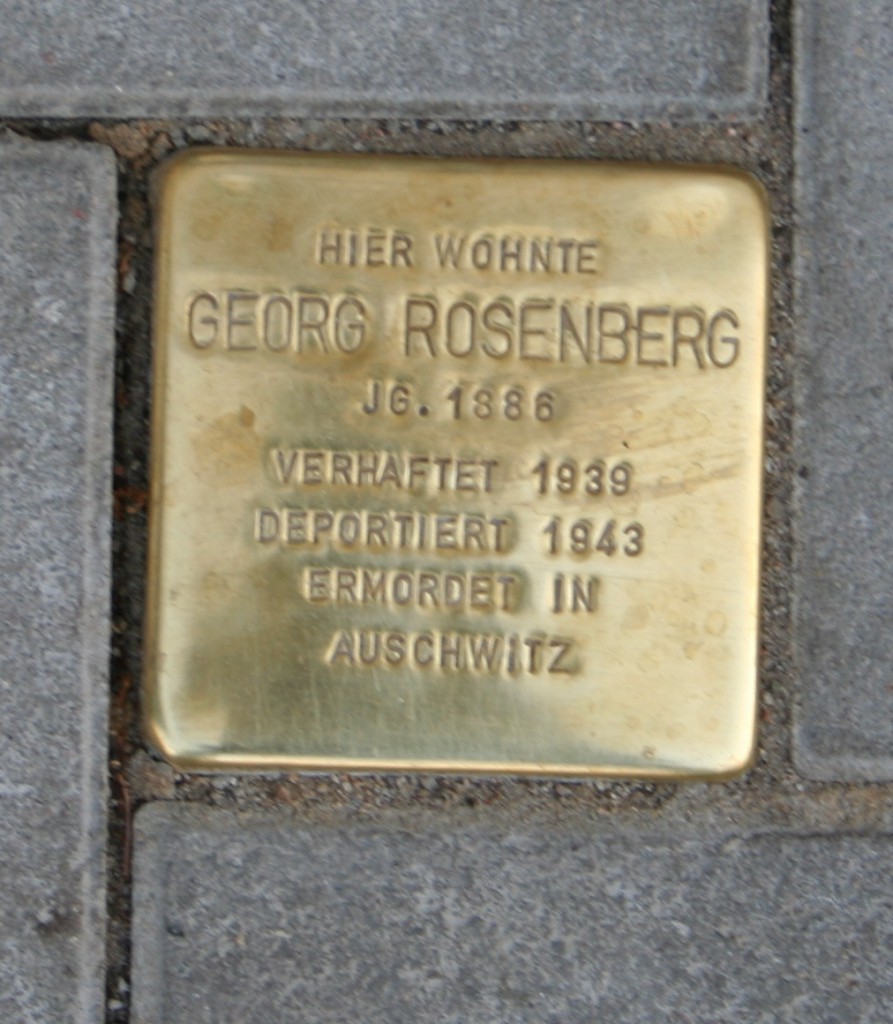 HIER WOHNTE
GEORG ROSENBERG
JG. 1886
VERHAFTET 1939
DEPORTIERT 1943
ERMORDET IN
AUSCHWITZ